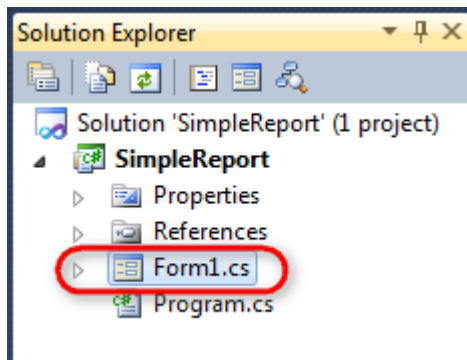 Solution Explorer
Solution 'SimpleReport' (1 project)
SimpleReport
Properties
References
Form1.cs
Program.cs